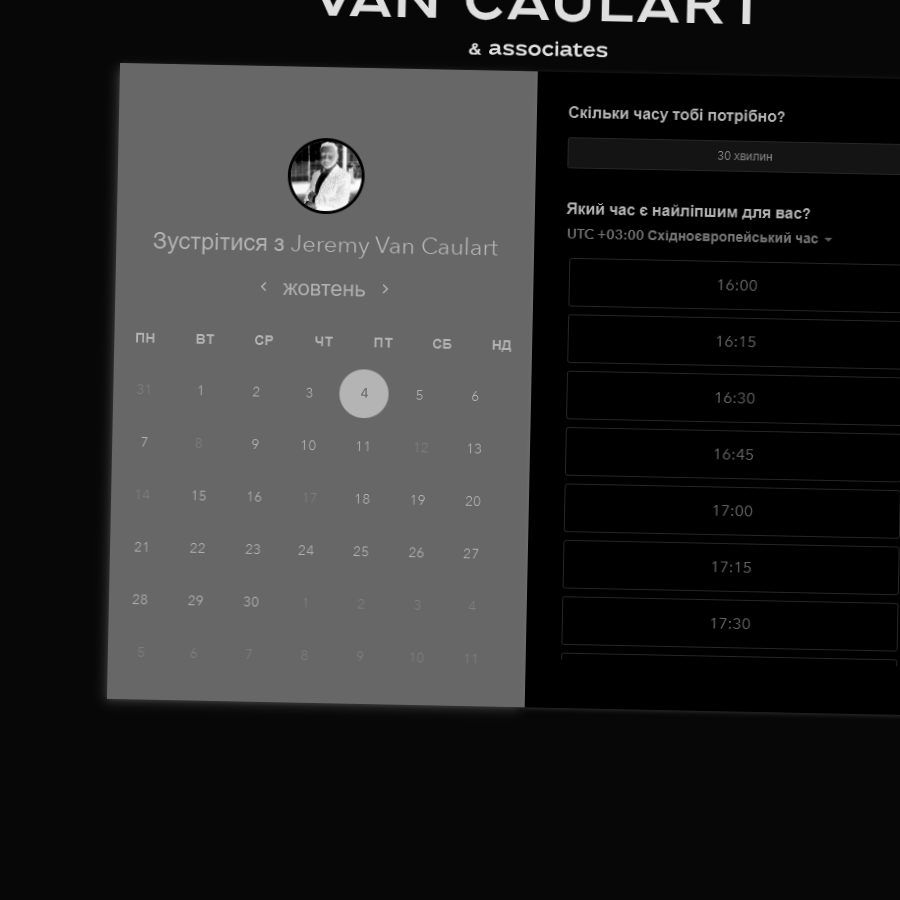 VAN CAULART
& associates
Зустрітися з Jeremy Van Caulart
жовтень
ПН ВТ СР ЧТ ПТ СБ НД
31 1 2 3 4 5 6
7 8 9 10 11 12 13
14 15 16 17 18 19 20
21 22 23 24 25 26 27
28 29 30 1 2 3 4
5 6 7 8 9 10 11
Скільки часу тобі потрібно?
30 хвилин
Який час є найліпшим для вас?
UTC +03:00 Східноєвропейський час
16:00
16:15
16:30
16:45
17:00
17:15
17:30